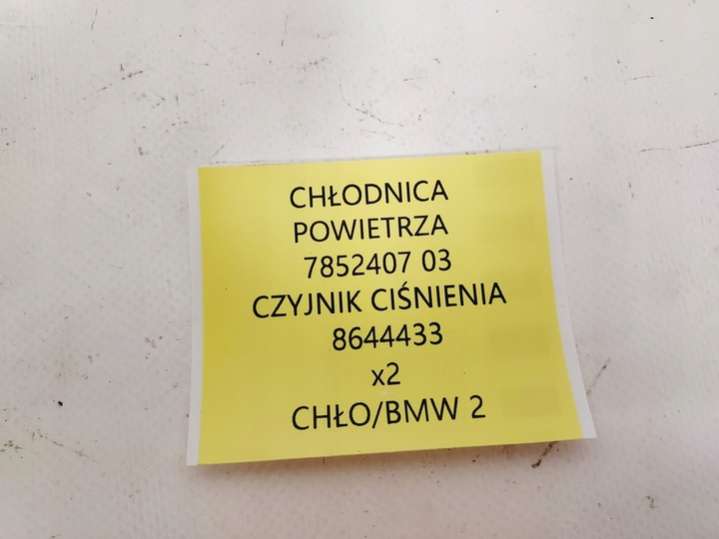 CHŁODNICA
POWIETRZA
7852407 03
CZYJNIK CIŚNIENIA
8644433
x2
CHŁO/BMW 2